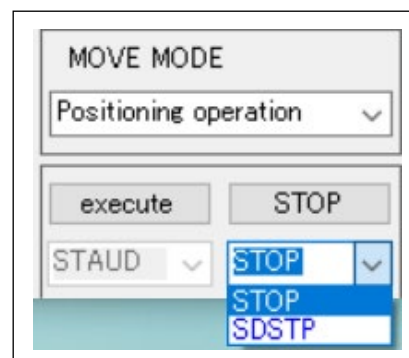 MOVE MODE
Positioning operation
execute STOP
STAUD STOP
STOP
SDSTP